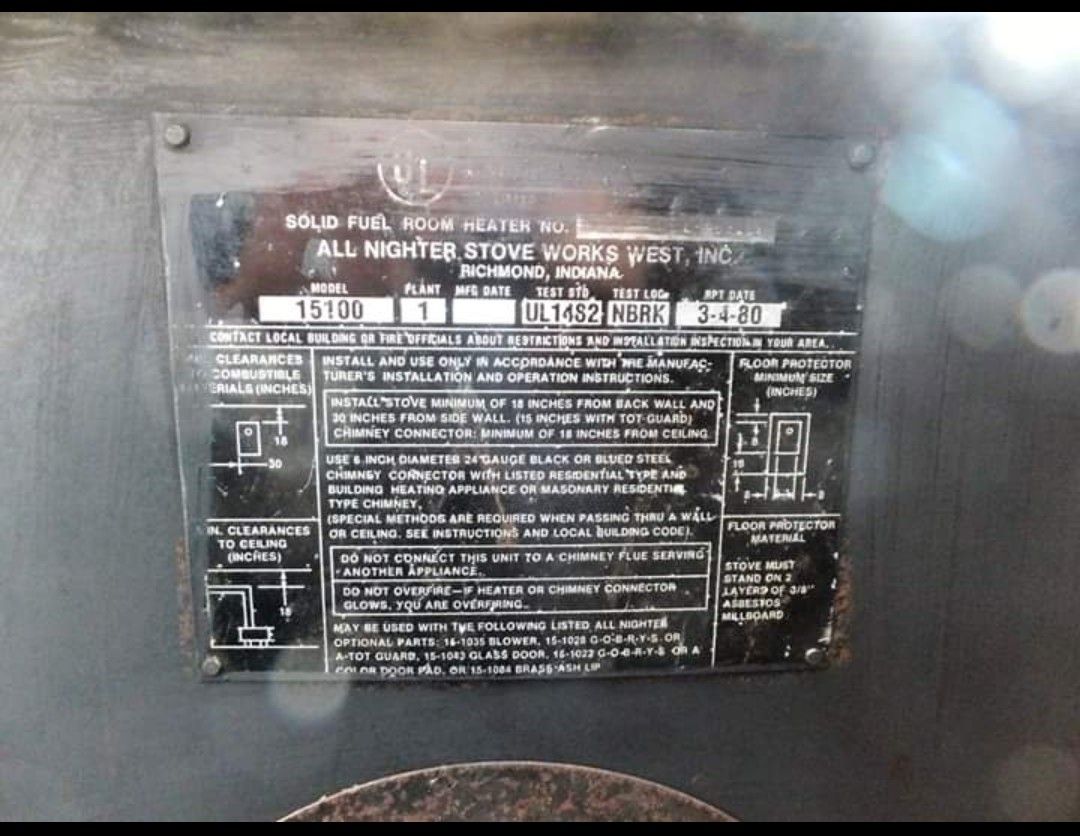 UL
SOLID FUEL ROOM HEATER NO.
ALL NIGHTER STOVE WORKS WEST, INC.
RICHMOND, INDIANA
MODEL PLANT MFG DATE TEST STD TEST LOG RPT DATE
15100 1 UL1482 NBRK 3-4-80
CONTACT LOCAL BUILDING OR FIRE OFFICIALS ABOUT RESTRICTIONS AND INSTALLATION INSPECTION IN YOUR AREA.
CLEARANCES
COMBUSTIBLE
(INCHES)
18
30
IN. CLEARANCES
TO CEILING
(INCHES)
18
INSTALL AND USE ONLY IN ACCORDANCE WITH THE MANUFAC-
TURER'S INSTALLATION AND OPERATION INSTRUCTIONS.
INSTALL STOVE MINIMUM OF 18 INCHES FROM BACK WALL AND
30 INCHES FROM SIDE WALL. (15 INCHES WITH TOT-GUARD)
CHIMNEY CONNECTOR: MINIMUM OF 18 INCHES FROM CEILING
USE 6 INCH DIAMETER 24 GAUGE BLACK OR BLUED STEEL
CHIMNEY CONNECTOR WITH LISTED RESIDENTIAL TYPE AND
BUILDING HEATING APPLIANCE OR MASONARY RESIDENTIAL
TYPE CHIMNEY.
(SPECIAL METHODS ARE REQUIRED WHEN PASSING THRU A WALL
OR CEILING. SEE INSTRUCTIONS AND LOCAL BUILDING CODE).
DO NOT CONNECT THIS UNIT TO A CHIMNEY FLUE SERVING
ANOTHER APPLIANCE.
DO NOT OVERFIRE—IF HEATER OR CHIMNEY CONNECTOR
GLOWS, YOU ARE OVERFIRING.
MAY BE USED WITH THE FOLLOWING LISTED ALL NIGHTER
OPTIONAL PARTS: 15-1035 BLOWER, 15-1028 G-O-B-R-Y-S OR
A-TOT GUARD, 15-1043 GLASS DOOR, 15-1022 G-O-B-R-Y-S OR A
COLOR DOOR PAD, OR 15-1084 BRASS ASH LIP
FLOOR PROTECTOR
MINIMUM SIZE
(INCHES)
8
16
8 8
FLOOR PROTECTOR
MATERIAL
STOVE MUST
STAND ON 2
LAYERS OF 3/8"
ASBESTOS
MILLBOARD